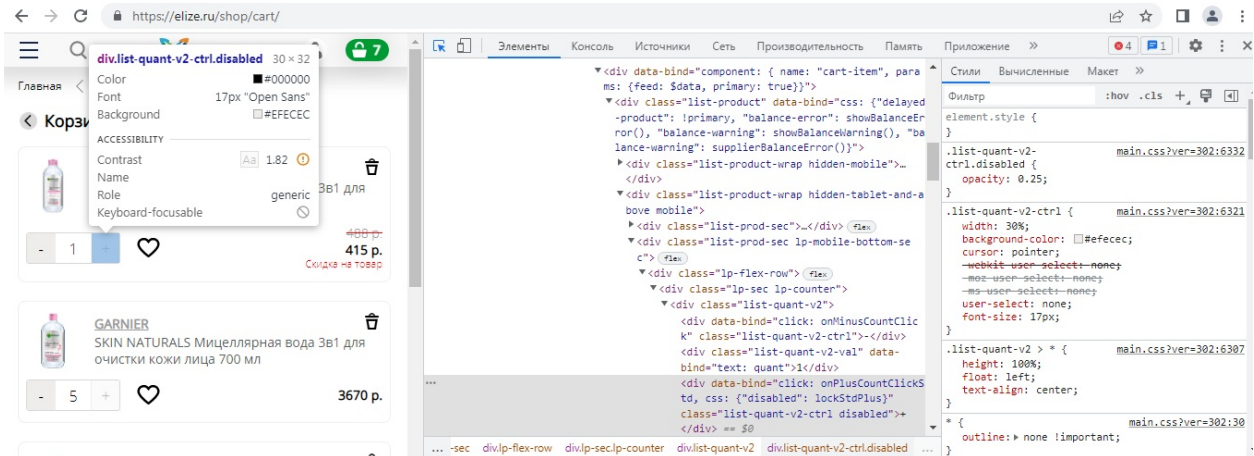 https://elize.ru/shop/cart/
7
Главная
Корзи
div.list-quant-v2-ctrl.disabled 30 × 32
Color #000000
Font 17px "Open Sans"
Background #EFECEC
ACCESSIBILITY
Contrast Aa 1.82
Name
Role generic
Keyboard-focusable
3в1 для
- 1 +
488 р.
415 р.
Скидка на товар
GARNIER
SKIN NATURALS Мицеллярная вода 3в1 для
очистки кожи лица 700 мл
- 5 +
3670 р.
Элементы Консоль Источники Сеть Производительность Память Приложение » 4 1
<div data-bind="component: { name: "cart-item", para
ms: {feed: $data, primary: true}}">
<div class="list-product" data-bind="css: {"delayed
-product": !primary, "balance-error": showBalanceEr
ror(), "balance-warning": showBalanceWarning(), "ba
lance-warning": supplierBalanceError()}">
<div class="list-product-wrap hidden-mobile">…
</div>
<div class="list-product-wrap hidden-tablet-and-a
bove mobile">
<div class="list-prod-sec">…</div> flex
<div class="list-prod-sec lp-mobile-bottom-se
c"> flex
<div class="lp-flex-row"> flex
<div class="lp-sec lp-counter">
<div class="list-quant-v2">
<div data-bind="click: onMinusCountClic
k" class="list-quant-v2-ctrl">-</div>
<div class="list-quant-v2-val" data-
bind="text: quant">1</div>
… <div data-bind="click: onPlusCountClickS
td, css: {"disabled": lockStdPlus}"
class="list-quant-v2-ctrl disabled">+
</div> == $0
… -sec div.lp-flex-row div.lp-sec.lp-counter div.list-quant-v2 div.list-quant-v2-ctrl.disabled …
Стили Вычисленные Макет »
Фильтр :hov .cls +
element.style {
}
.list-quant-v2- main.css?ver=302:6332
ctrl.disabled {
opacity: 0.25;
}
.list-quant-v2-ctrl { main.css?ver=302:6321
width: 30%;
background-color: #efecec;
cursor: pointer;
-webkit-user-select: none;
-moz-user-select: none;
-ms-user-select: none;
user-select: none;
font-size: 17px;
}
.list-quant-v2 > * { main.css?ver=302:6307
height: 100%;
float: left;
text-align: center;
}
* { main.css?ver=302:30
outline: none !important;
}